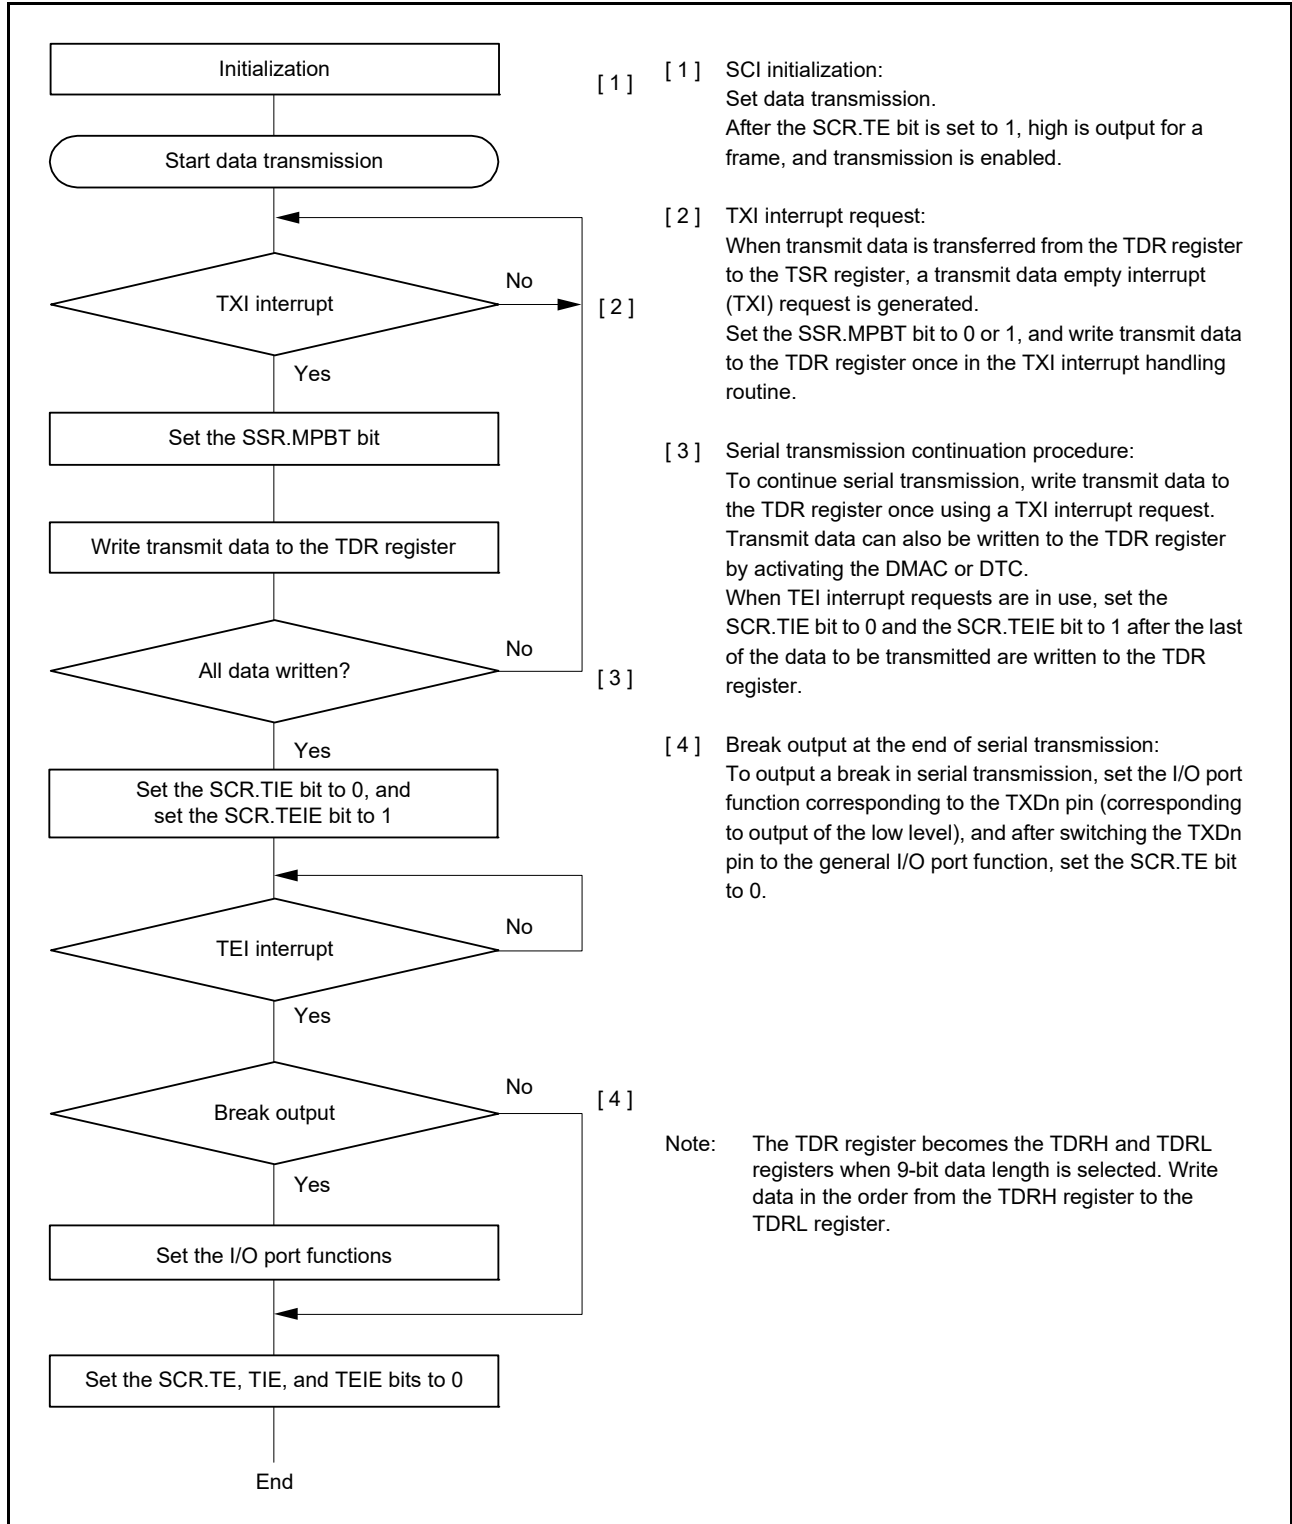 Initialization
[ 1 ]
Start data transmission
TXI interrupt
No
[ 2 ]
Yes
Set the SSR.MPBT bit
Write transmit data to the TDR register
All data written?
No
[ 3 ]
Yes
Set the SCR.TIE bit to 0, and
set the SCR.TEIE bit to 1
TEI interrupt
No
Yes
Break output
No
[ 4 ]
Yes
Set the I/O port functions
Set the SCR.TE, TIE, and TEIE bits to 0
End
[ 1 ] SCI initialization:
Set data transmission.
After the SCR.TE bit is set to 1, high is output for a
frame, and transmission is enabled.
[ 2 ] TXI interrupt request:
When transmit data is transferred from the TDR register
to the TSR register, a transmit data empty interrupt
(TXI) request is generated.
Set the SSR.MPBT bit to 0 or 1, and write transmit data
to the TDR register once in the TXI interrupt handling
routine.
[ 3 ] Serial transmission continuation procedure:
To continue serial transmission, write transmit data to
the TDR register once using a TXI interrupt request.
Transmit data can also be written to the TDR register
by activating the DMAC or DTC.
When TEI interrupt requests are in use, set the
SCR.TIE bit to 0 and the SCR.TEIE bit to 1 after the last
of the data to be transmitted are written to the TDR
register.
[ 4 ] Break output at the end of serial transmission:
To output a break in serial transmission, set the I/O port
function corresponding to the TXDn pin (corresponding
to output of the low level), and after switching the TXDn
pin to the general I/O port function, set the SCR.TE bit
to 0.
Note: The TDR register becomes the TDRH and TDRL
registers when 9-bit data length is selected. Write
data in the order from the TDRH register to the
TDRL register.